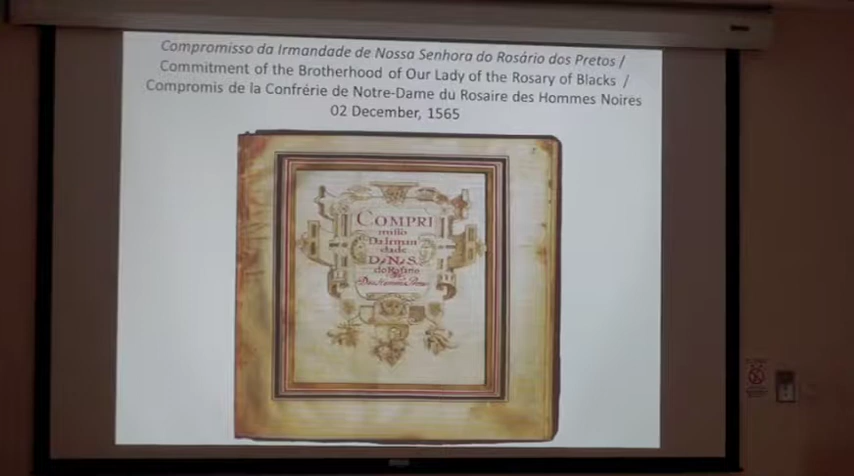 Compromisso da Irmandade de Nossa Senhora do Rosário dos Pretos /
Commitment of the Brotherhood of Our Lady of the Rosary of Blacks /
Compromis de la Confrérie de Notre-Dame du Rosaire des Hommes Noires
02 December, 1565
COMPRI
misso
Da Irman
dade
D. N. S.
do Rosario